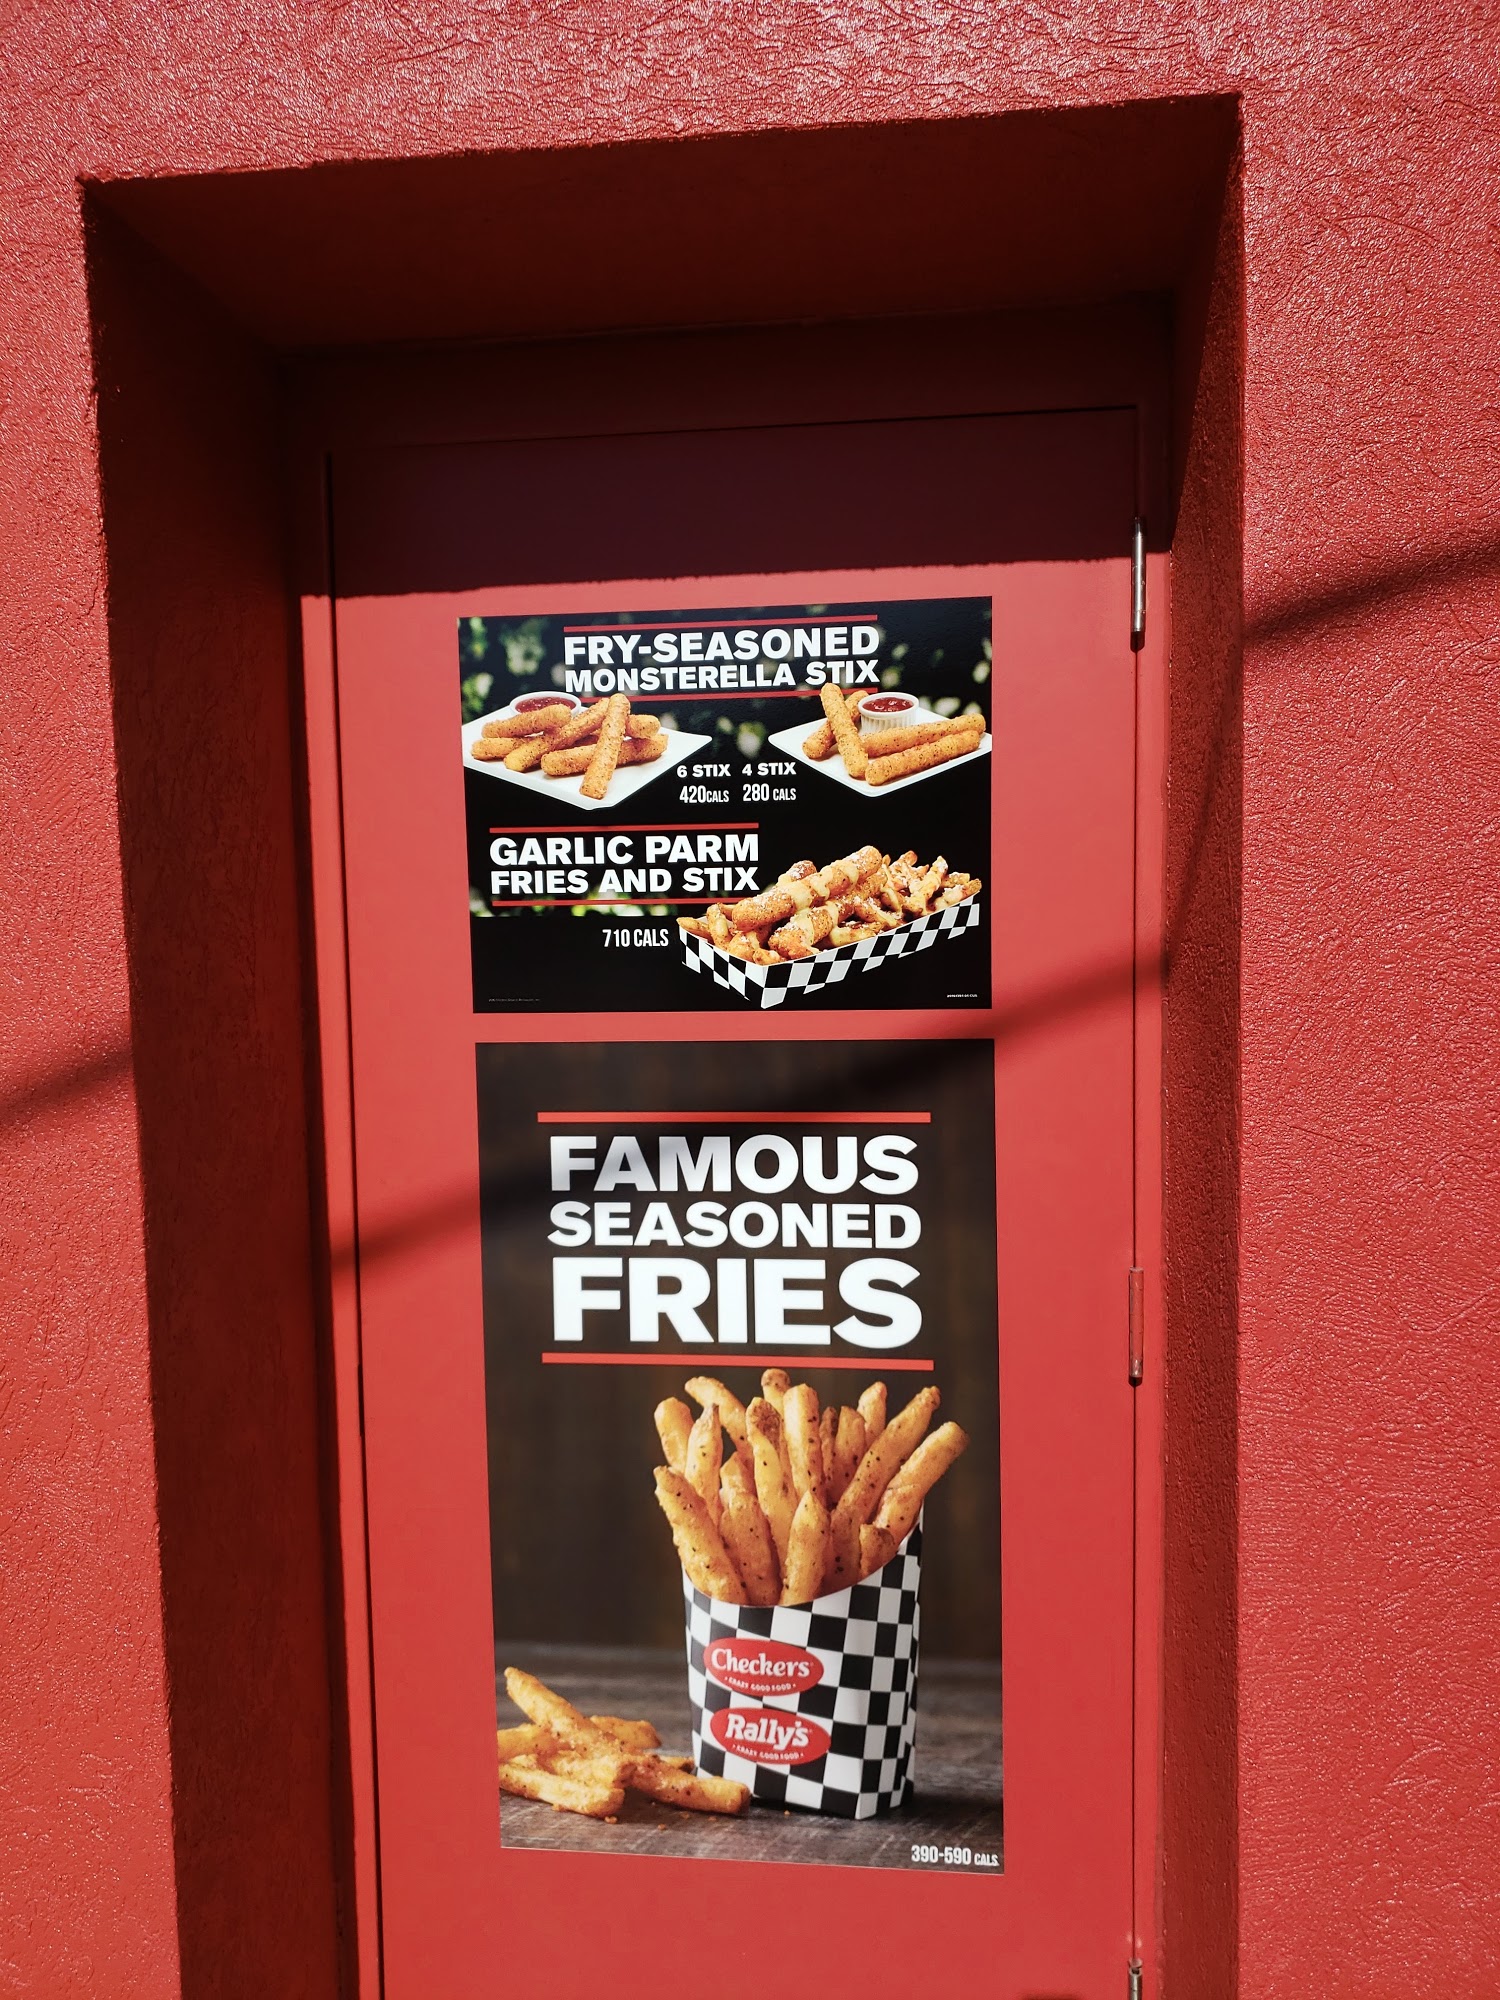 FRY-SEASONED
MONSTERELLA STIX
6 STIX 4 STIX
420CALS 280 CALS
GARLIC PARM
FRIES AND STIX
710 CALS
FAMOUS
SEASONED
FRIES
Checkers
• CRAZY GOOD FOOD •
Rally's
• CRAZY GOOD FOOD •
390-590 CALS.